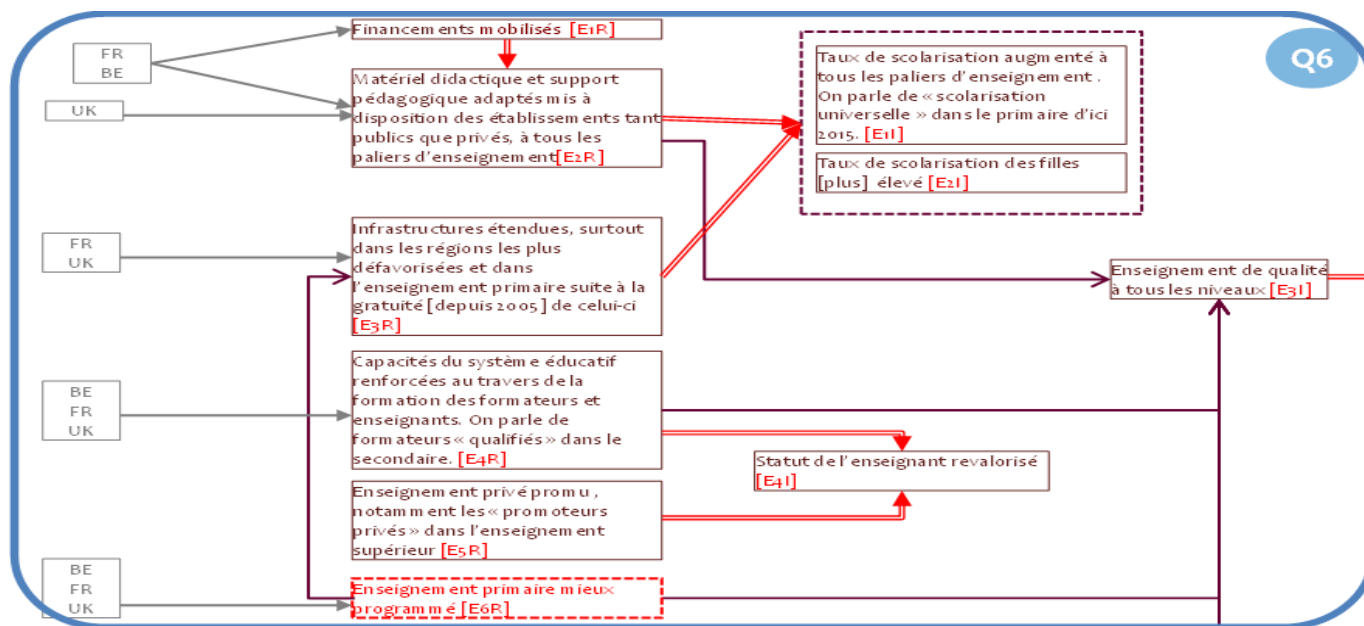 Q6
FR
BE
Financements mobilisés [E1R]
UK
Matériel didactique et support
pédagogique adaptés mis à
disposition des établissements tant
publics que privés, à tous les
paliers d'enseignement[E2R]
Taux de scolarisation augmenté à
tous les paliers d'enseignement .
On parle de « scolarisation
universelle » dans le primaire d'ici
2015. [E1I]
Taux de scolarisation des filles
[plus] élevé [E2I]
FR
UK
Infrastructures étendues, surtout
dans les régions les plus
défavorisées et dans
l'enseignement primaire suite à la
gratuité [depuis 2005] de celui-ci
[E3R]
Enseignement de qualité
à tous les niveaux [E3I]
BE
FR
UK
Capacités du système éducatif
renforcées au travers de la
formation des formateurs et
enseignants. On parle de
formateurs « qualifiés » dans le
secondaire. [E4R]
Statut de l'enseignant revalorisé
[E4I]
Enseignement privé promu ,
notamment les « promoteurs
privés » dans l'enseignement
supérieur [E5R]
BE
FR
UK
Enseignement primaire mieux
programmé [E6R]